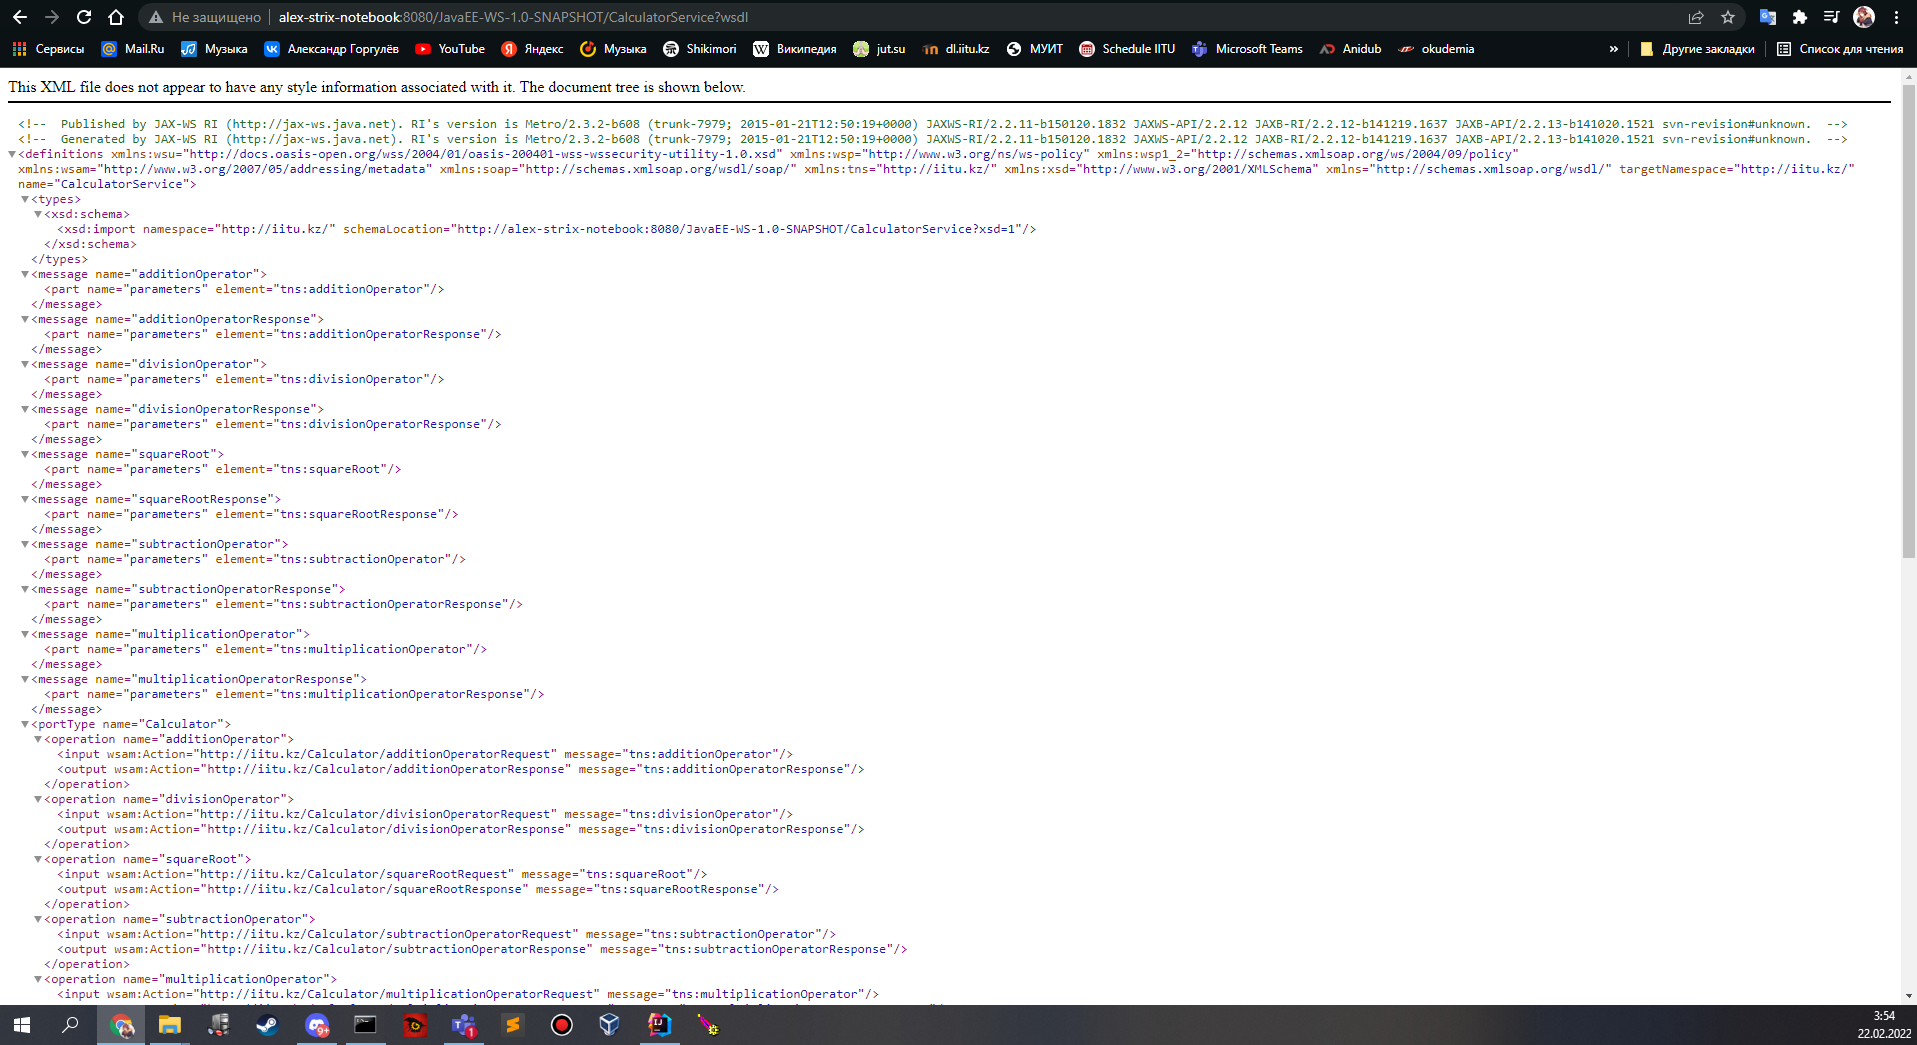 Не защищено | alex-strix-notebook:8080/JavaEE-WS-1.0-SNAPSHOT/CalculatorService?wsdl
Сервисы Mail.Ru Музыка Александр Горгулёв YouTube Яндекс Музыка Shikimori Википедия jut.su dl.iitu.kz МУИТ Schedule IITU Microsoft Teams Anidub okudemia » Другие закладки Список для чтения
This XML file does not appear to have any style information associated with it. The document tree is shown below.
<!-- Published by JAX-WS RI (http://jax-ws.java.net). RI's version is Metro/2.3.2-b608 (trunk-7979; 2015-01-21T12:50:19+0000) JAXWS-RI/2.2.11-b150120.1832 JAXWS-API/2.2.12 JAXB-RI/2.2.12-b141219.1637 JAXB-API/2.2.13-b141020.1521 svn-revision#unknown. -->
<!-- Generated by JAX-WS RI (http://jax-ws.java.net). RI's version is Metro/2.3.2-b608 (trunk-7979; 2015-01-21T12:50:19+0000) JAXWS-RI/2.2.11-b150120.1832 JAXWS-API/2.2.12 JAXB-RI/2.2.12-b141219.1637 JAXB-API/2.2.13-b141020.1521 svn-revision#unknown. -->
<definitions xmlns:wsu="http://docs.oasis-open.org/wss/2004/01/oasis-200401-wss-wssecurity-utility-1.0.xsd" xmlns:wsp="http://www.w3.org/ns/ws-policy" xmlns:wsp1_2="http://schemas.xmlsoap.org/ws/2004/09/policy"
xmlns:wsam="http://www.w3.org/2007/05/addressing/metadata" xmlns:soap="http://schemas.xmlsoap.org/wsdl/soap/" xmlns:tns="http://iitu.kz/" xmlns:xsd="http://www.w3.org/2001/XMLSchema" xmlns="http://schemas.xmlsoap.org/wsdl/" targetNamespace="http://iitu.kz/"
name="CalculatorService">
<types>
<xsd:schema>
<xsd:import namespace="http://iitu.kz/" schemaLocation="http://alex-strix-notebook:8080/JavaEE-WS-1.0-SNAPSHOT/CalculatorService?xsd=1"/>
</xsd:schema>
</types>
<message name="additionOperator">
<part name="parameters" element="tns:additionOperator"/>
</message>
<message name="additionOperatorResponse">
<part name="parameters" element="tns:additionOperatorResponse"/>
</message>
<message name="divisionOperator">
<part name="parameters" element="tns:divisionOperator"/>
</message>
<message name="divisionOperatorResponse">
<part name="parameters" element="tns:divisionOperatorResponse"/>
</message>
<message name="squareRoot">
<part name="parameters" element="tns:squareRoot"/>
</message>
<message name="squareRootResponse">
<part name="parameters" element="tns:squareRootResponse"/>
</message>
<message name="subtractionOperator">
<part name="parameters" element="tns:subtractionOperator"/>
</message>
<message name="subtractionOperatorResponse">
<part name="parameters" element="tns:subtractionOperatorResponse"/>
</message>
<message name="multiplicationOperator">
<part name="parameters" element="tns:multiplicationOperator"/>
</message>
<message name="multiplicationOperatorResponse">
<part name="parameters" element="tns:multiplicationOperatorResponse"/>
</message>
<portType name="Calculator">
<operation name="additionOperator">
<input wsam:Action="http://iitu.kz/Calculator/additionOperatorRequest" message="tns:additionOperator"/>
<output wsam:Action="http://iitu.kz/Calculator/additionOperatorResponse" message="tns:additionOperatorResponse"/>
</operation>
<operation name="divisionOperator">
<input wsam:Action="http://iitu.kz/Calculator/divisionOperatorRequest" message="tns:divisionOperator"/>
<output wsam:Action="http://iitu.kz/Calculator/divisionOperatorResponse" message="tns:divisionOperatorResponse"/>
</operation>
<operation name="squareRoot">
<input wsam:Action="http://iitu.kz/Calculator/squareRootRequest" message="tns:squareRoot"/>
<output wsam:Action="http://iitu.kz/Calculator/squareRootResponse" message="tns:squareRootResponse"/>
</operation>
<operation name="subtractionOperator">
<input wsam:Action="http://iitu.kz/Calculator/subtractionOperatorRequest" message="tns:subtractionOperator"/>
<output wsam:Action="http://iitu.kz/Calculator/subtractionOperatorResponse" message="tns:subtractionOperatorResponse"/>
</operation>
<operation name="multiplicationOperator">
<input wsam:Action="http://iitu.kz/Calculator/multiplicationOperatorRequest" message="tns:multiplicationOperator"/>
3:54
22.02.2022